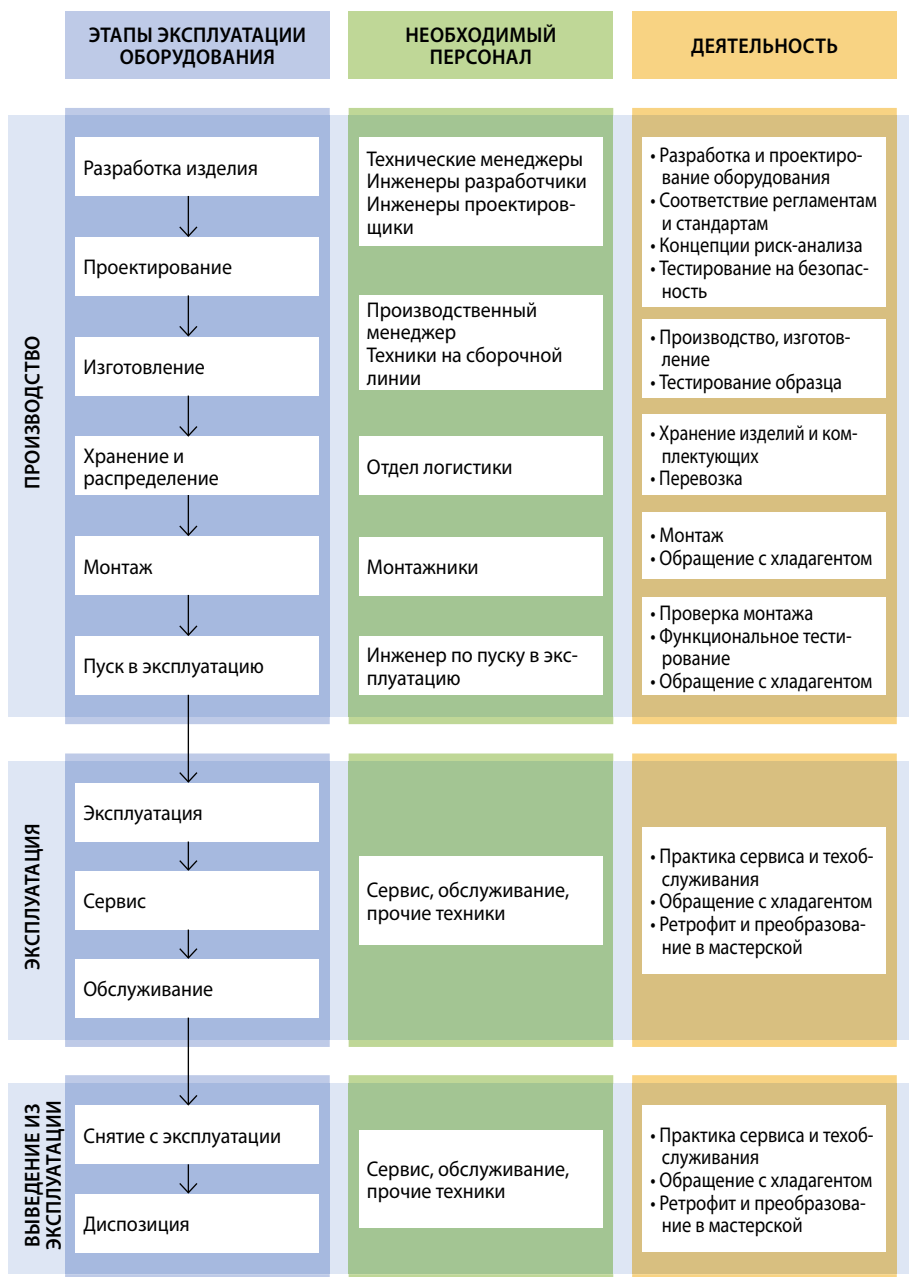 ЭТАПЫ ЭКСПЛУАТАЦИИ
ОБОРУДОВАНИЯ
НЕОБХОДИМЫЙ
ПЕРСОНАЛ
ДЕЯТЕЛЬНОСТЬ
ПРОИЗВОДСТВО
Разработка изделия
Проектирование
Изготовление
Хранение и
распределение
Монтаж
Пуск в эксплуатацию
Технические менеджеры
Инженеры разработчики
Инженеры проектиров-
щики
Производственный
менеджер
Техники на сборочной
линии
Отдел логистики
Монтажники
Инженер по пуску в экс-
плуатацию
• Разработка и проектиро-
вание оборудования
• Соответствие регламентам
и стандартам
• Концепции риск-анализа
• Тестирование на безопас-
ность
• Производство, изготов-
ление
• Тестирование образца
• Хранение изделий и ком-
плектующих
• Перевозка
• Монтаж
• Обращение с хладагентом
• Проверка монтажа
• Функциональное тести-
рование
• Обращение с хладагентом
ЭКСПЛУАТАЦИЯ
Эксплуатация
Сервис
Обслуживание
Сервис, обслуживание,
прочие техники
• Практика сервиса и техоб-
служивания
• Обращение с хладагентом
• Ретрофит и преобразова-
ние в мастерской
ВЫВЕДЕНИЕ ИЗ
ЭКСПЛУАТАЦИИ
Снятие с эксплуатации
Диспозиция
Сервис, обслуживание,
прочие техники
• Практика сервиса и техоб-
служивания
• Обращение с хладагентом
• Ретрофит и преобразова-
ние в мастерской